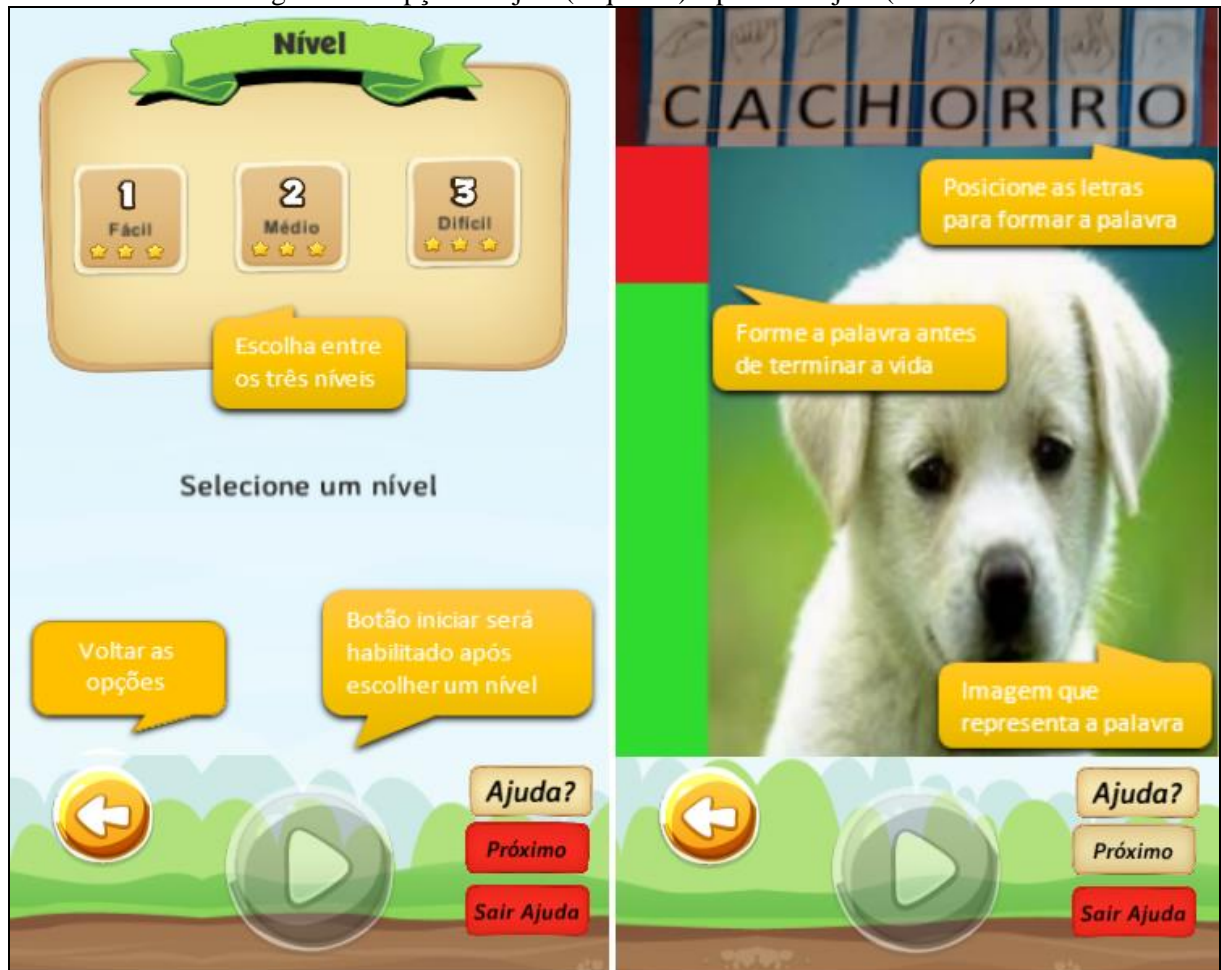 Nível
1
2
3
Fácil
Médio
Difícil
Escolha entre
os três níveis
Selecione um nível
Voltar as
opções
Botão iniciar será
habilitado após
escolher um nível
Ajuda?
Próximo
Sair Ajuda
CACHORRO
Posicione as letras
para formar a palavra
Forme a palavra antes
de terminar a vida
Imagem que
representa a palavra
Ajuda?
Próximo
Sair Ajuda